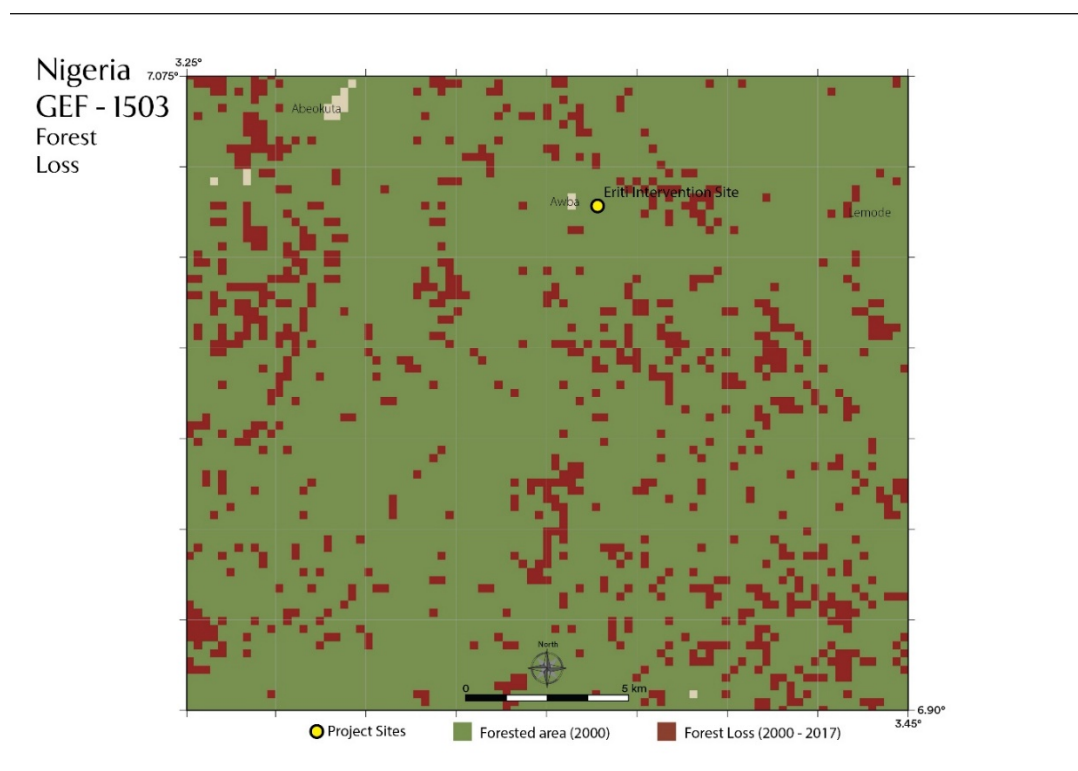 Nigeria
GEF - 1503
Forest
Loss
3.25°
7.075°
Abeokuta
Eriti Intervention Site
Awba
Lemode
North
0 5 km
6.90°
3.45°
Project Sites Forested area (2000) Forest Loss (2000 - 2017)